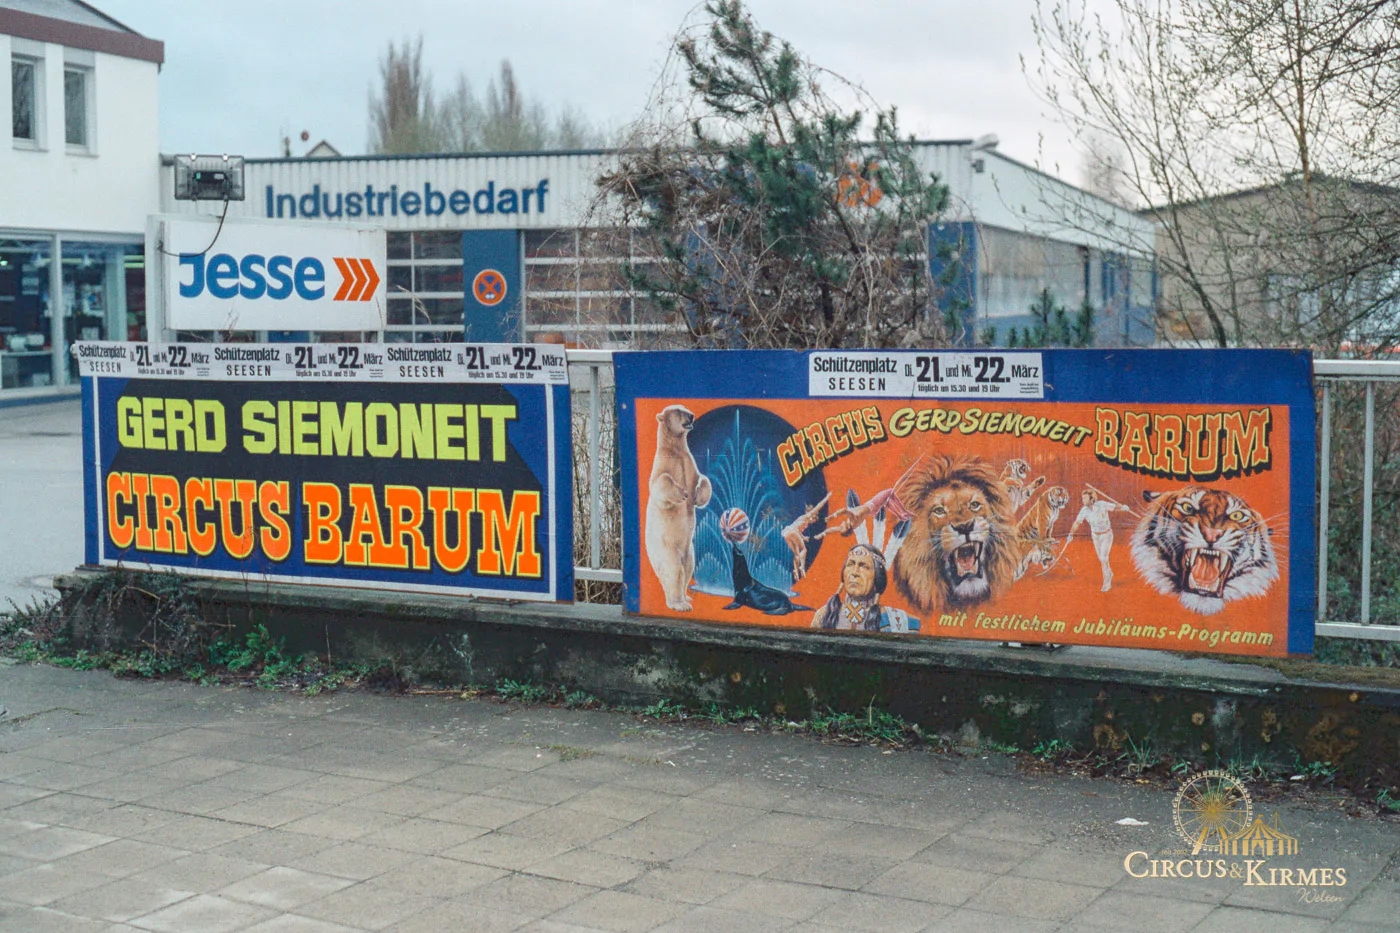 Industriebedarf
Jesse
Schützenplatz SEESEN Di. 21. und Mi. 22. März
täglich um 15.30 und 19 Uhr
Schützenplatz SEESEN Di. 21. und Mi. 22. März
täglich um 15.30 und 19 Uhr
Schützenplatz SEESEN Di. 21. und Mi. 22. März
täglich um 15.30 und 19 Uhr
GERD SIEMONEIT
CIRCUS BARUM
Schützenplatz SEESEN Di. 21. und Mi. 22. März
täglich um 15.30 und 19 Uhr
CIRCUS GERD SIEMONEIT BARUM
mit festlichem Jubiläums-Programm
CIRCUS & KIRMES
Welten